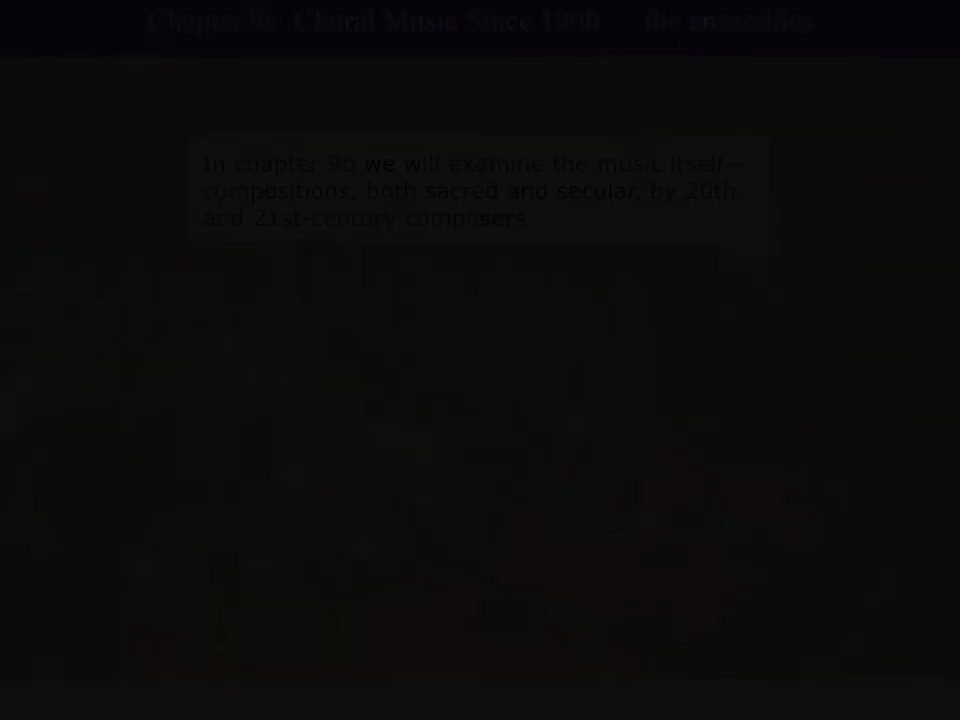 Chapter 9a Choral Music Since 1900 the ensembles
In chapter 9b we will examine the music itself—
compositions, both sacred and secular, by 20th-
and 21st-century composers